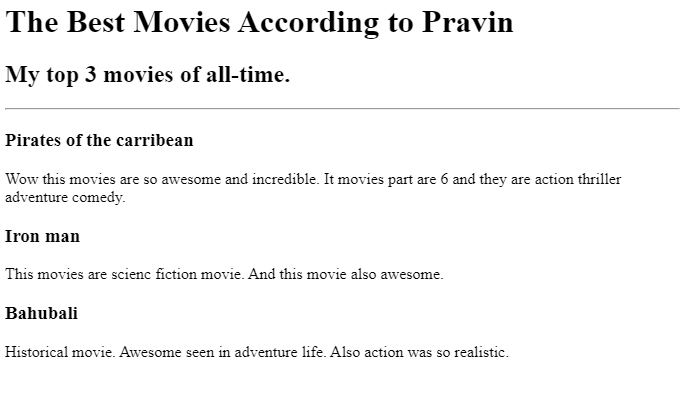 The Best Movies According to Pravin
My top 3 movies of all-time.
Pirates of the carribean
Wow this movies are so awesome and incredible. It movies part are 6 and they are action thriller
adventure comedy.
Iron man
This movies are scienc fiction movie. And this movie also awesome.
Bahubali
Historical movie. Awesome seen in adventure life. Also action was so realistic.